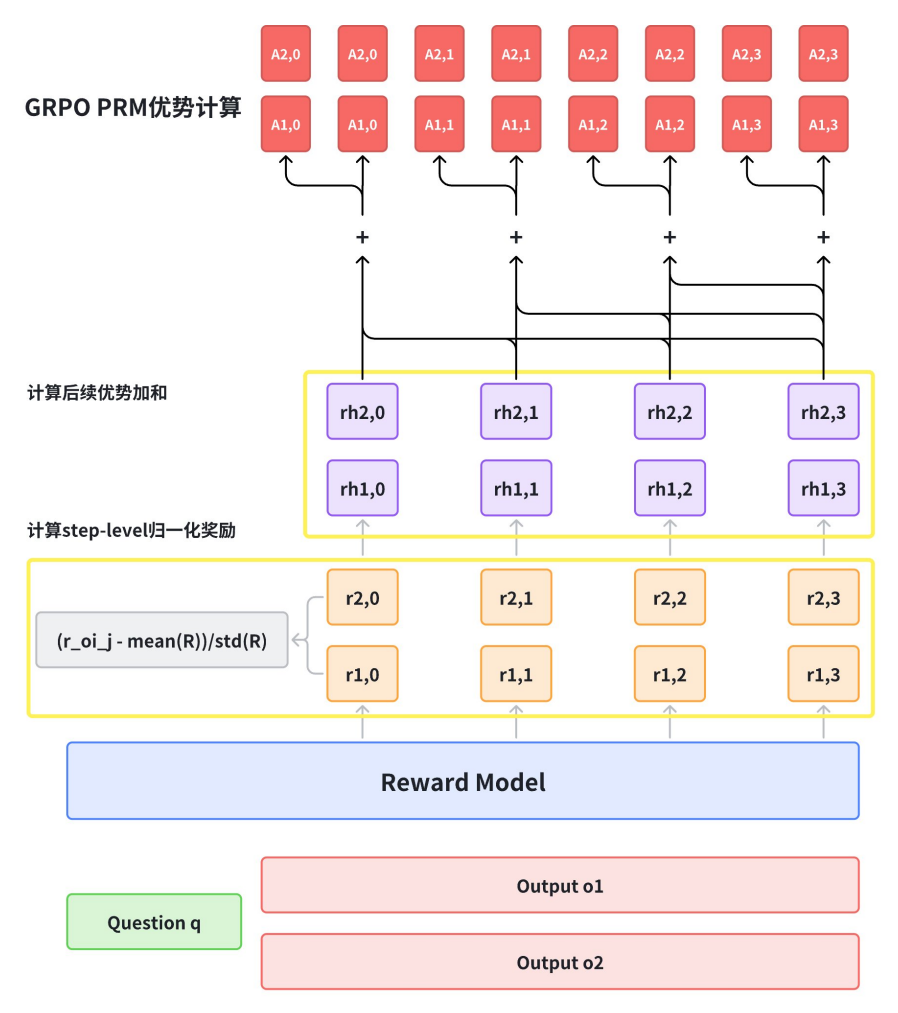 A2,0 A2,0 A2,1 A2,1 A2,2 A2,2 A2,3 A2,3
GRPO PRM优势计算
A1,0 A1,0 A1,1 A1,1 A1,2 A1,2 A1,3 A1,3
+ + + +
计算后续优势加和
rh2,0 rh2,1 rh2,2 rh2,3
rh1,0 rh1,1 rh1,2 rh1,3
计算step-level归一化奖励
r2,0 r2,1 r2,2 r2,3
(r_oi_j - mean(R))/std(R)
r1,0 r1,1 r1,2 r1,3
Reward Model
Output o1
Question q
Output o2